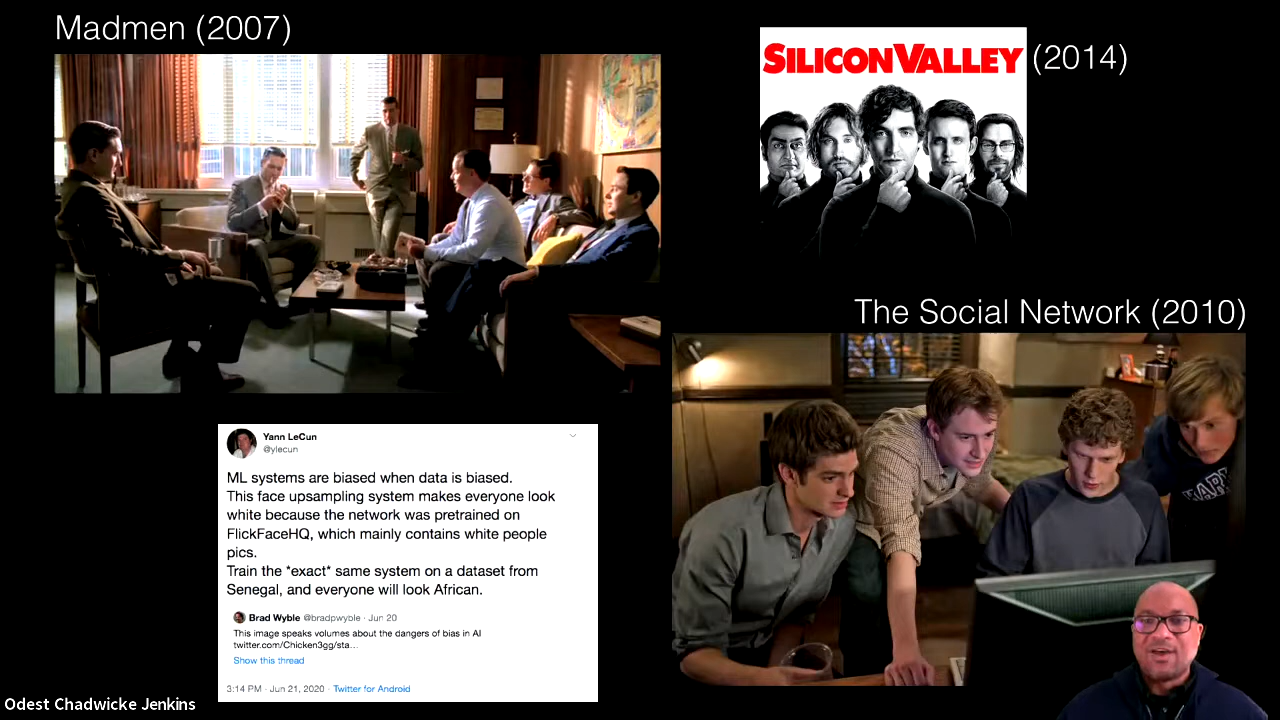 Madmen (2007)
SILICON VALLEY (2014)
The Social Network (2010)
Yann LeCun
@ylecun
ML systems are biased when data is biased.
This face upsampling system makes everyone look
white because the network was pretrained on
FlickFaceHQ, which mainly contains white people
pics.
Train the *exact* same system on a dataset from
Senegal, and everyone will look African.
Brad Wyble @bradpwyble · Jun 20
This image speaks volumes about the dangers of bias in AI
twitter.com/Chicken3gg/sta...
Show this thread
3:14 PM · Jun 21, 2020 · Twitter for Android
Odest Chadwicke Jenkins